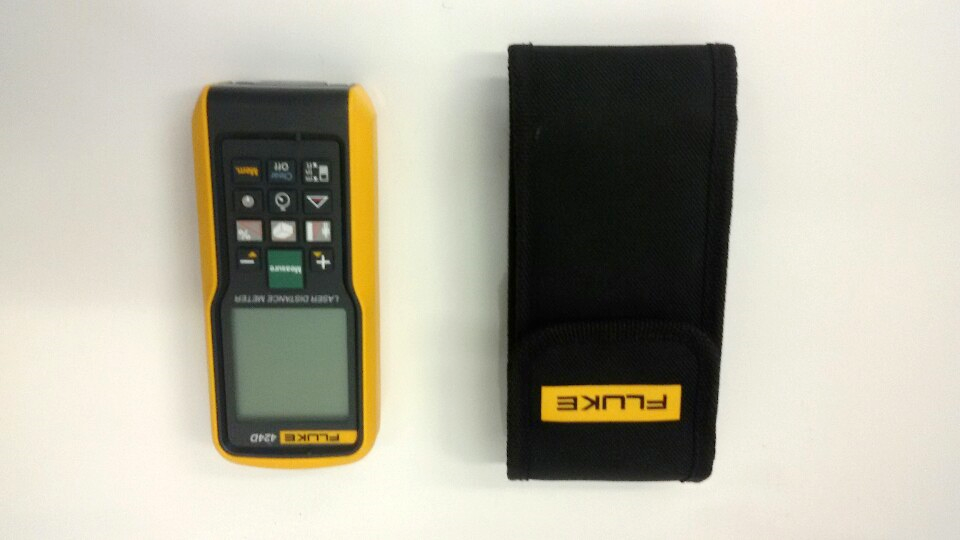 FLUKE 424D
LASER DISTANCE METER
+ Measure −
%
Clear
Off
Mem.
FLUKE